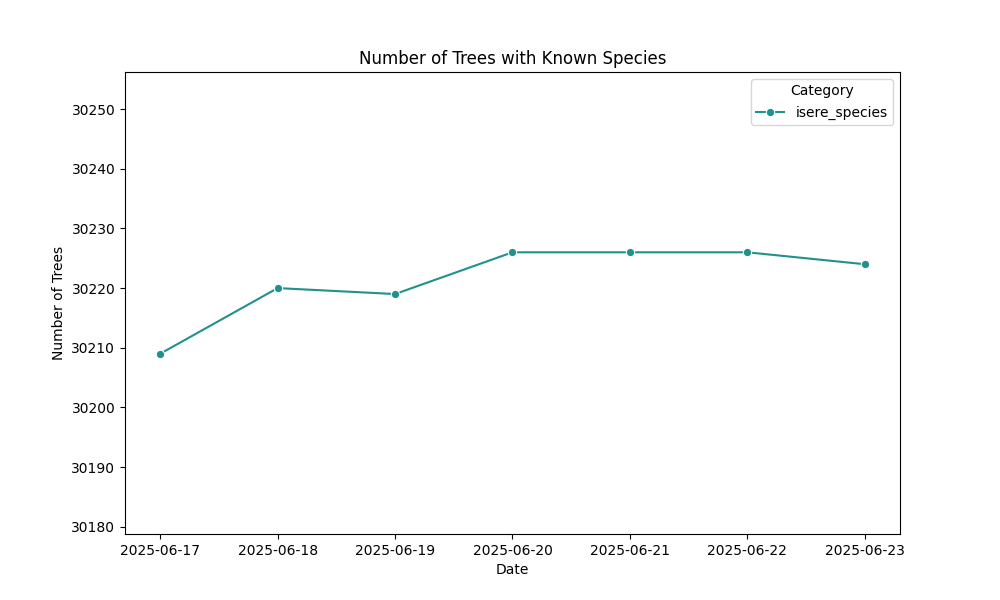 Number of Trees with Known Species
Category
isere_species
Number of Trees
30250
30240
30230
30220
30210
30200
30190
30180
2025-06-17 2025-06-18 2025-06-19 2025-06-20 2025-06-21 2025-06-22 2025-06-23
Date